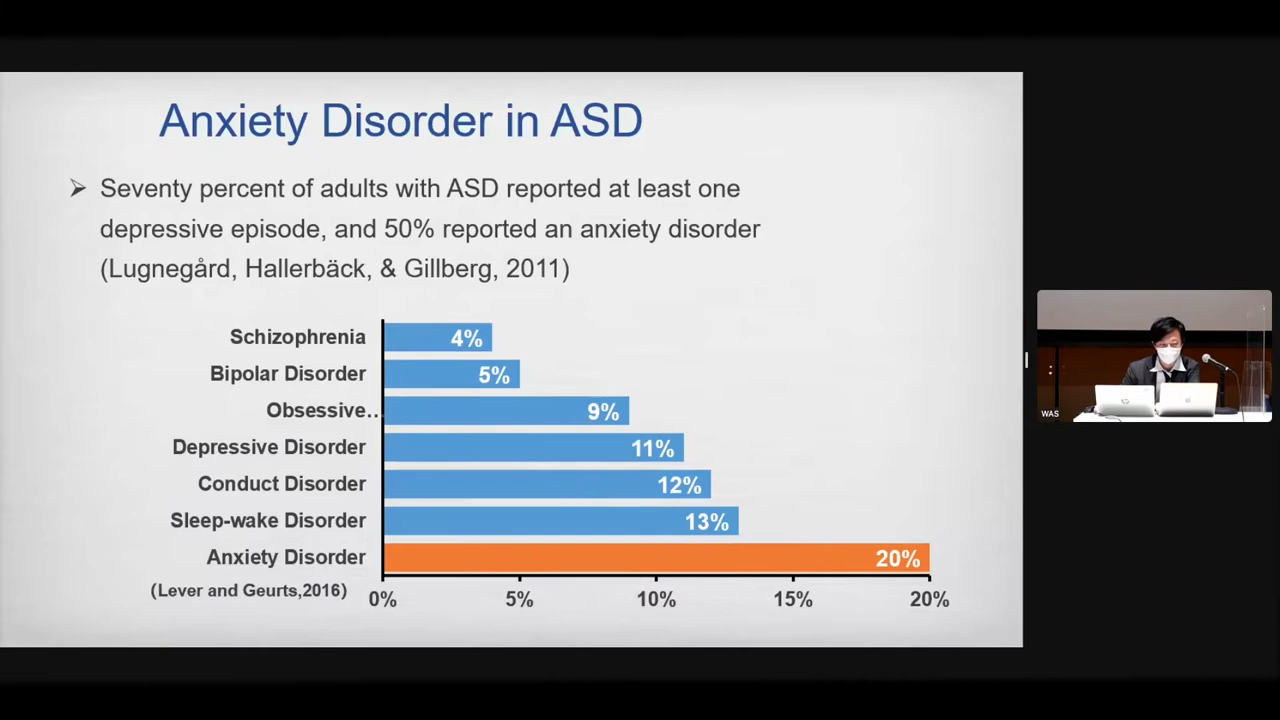 Anxiety Disorder in ASD
➢ Seventy percent of adults with ASD reported at least one
depressive episode, and 50% reported an anxiety disorder
(Lugnegård, Hallerbäck, & Gillberg, 2011)
Schizophrenia 4%
Bipolar Disorder 5%
Obsessive… 9%
Depressive Disorder 11%
Conduct Disorder 12%
Sleep-wake Disorder 13%
Anxiety Disorder 20%
(Lever and Geurts,2016)
0% 5% 10% 15% 20%
WAS